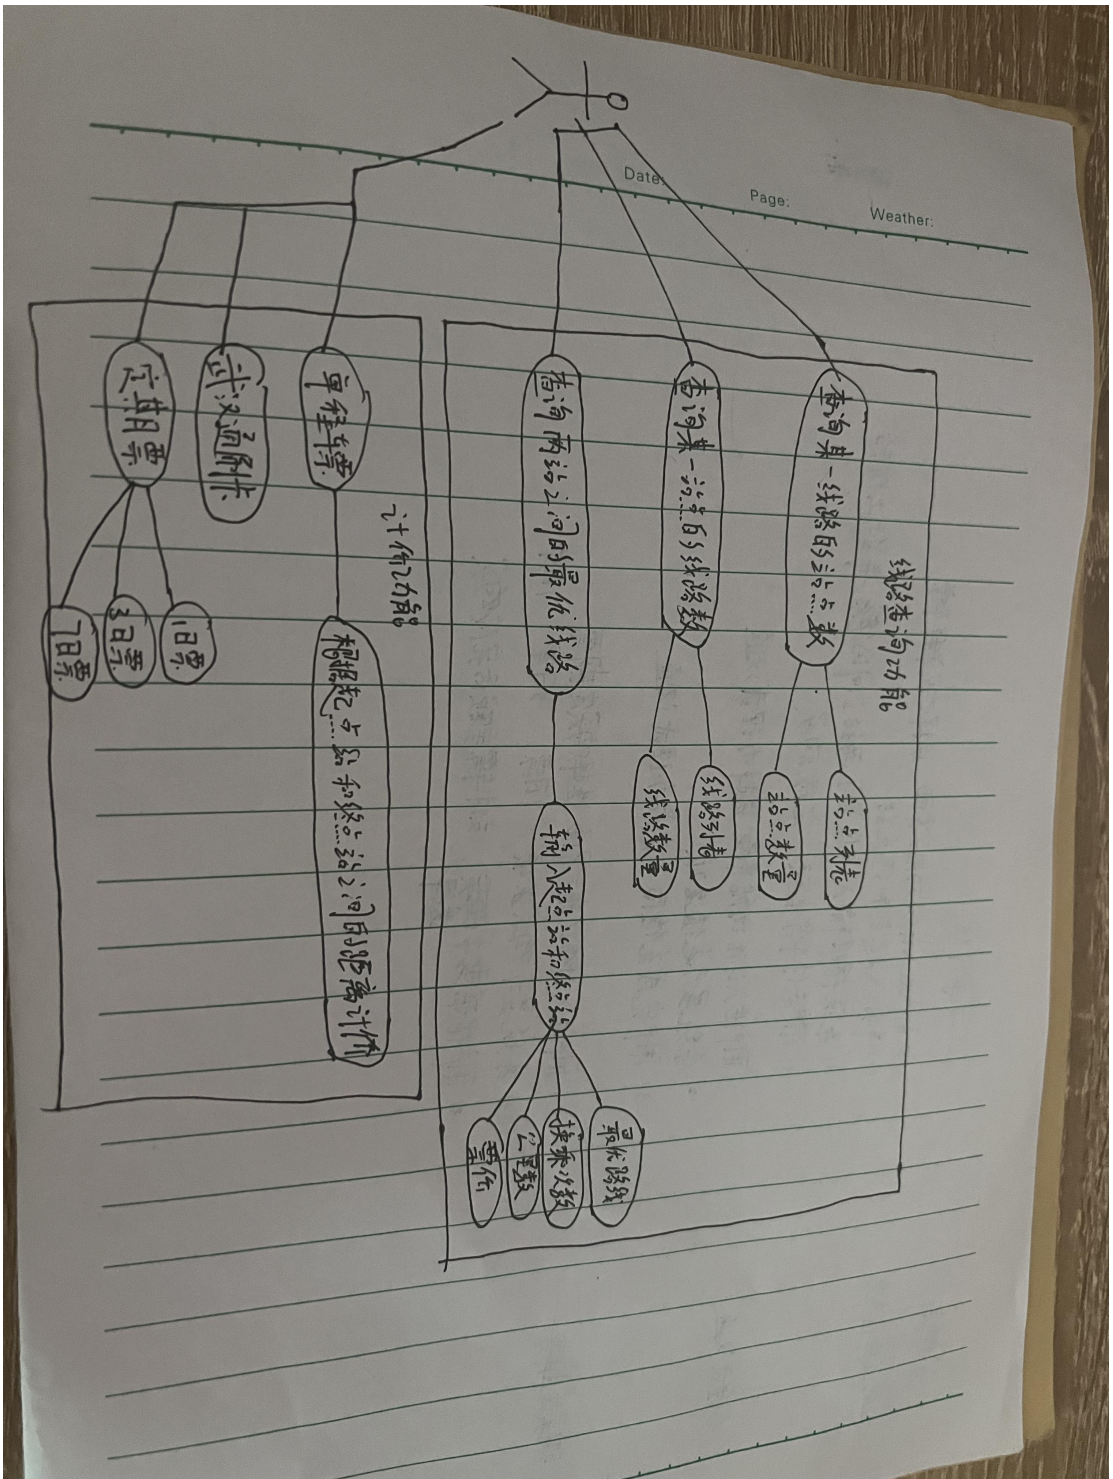 Date:
Page:
Weather:
线路查询功能
查询某一线路的站点数
站点列表
站点数量
查询某一站点的线路数
线路列表
线路数量
查询两站之间的最优线路
输入起点站和终点站
最优路线
换乘次数
公里数
票价
计价功能
单程车票
根据起点站和终点站之间的距离计价
武汉通刷卡
定期票
1日票
3日票
7日票